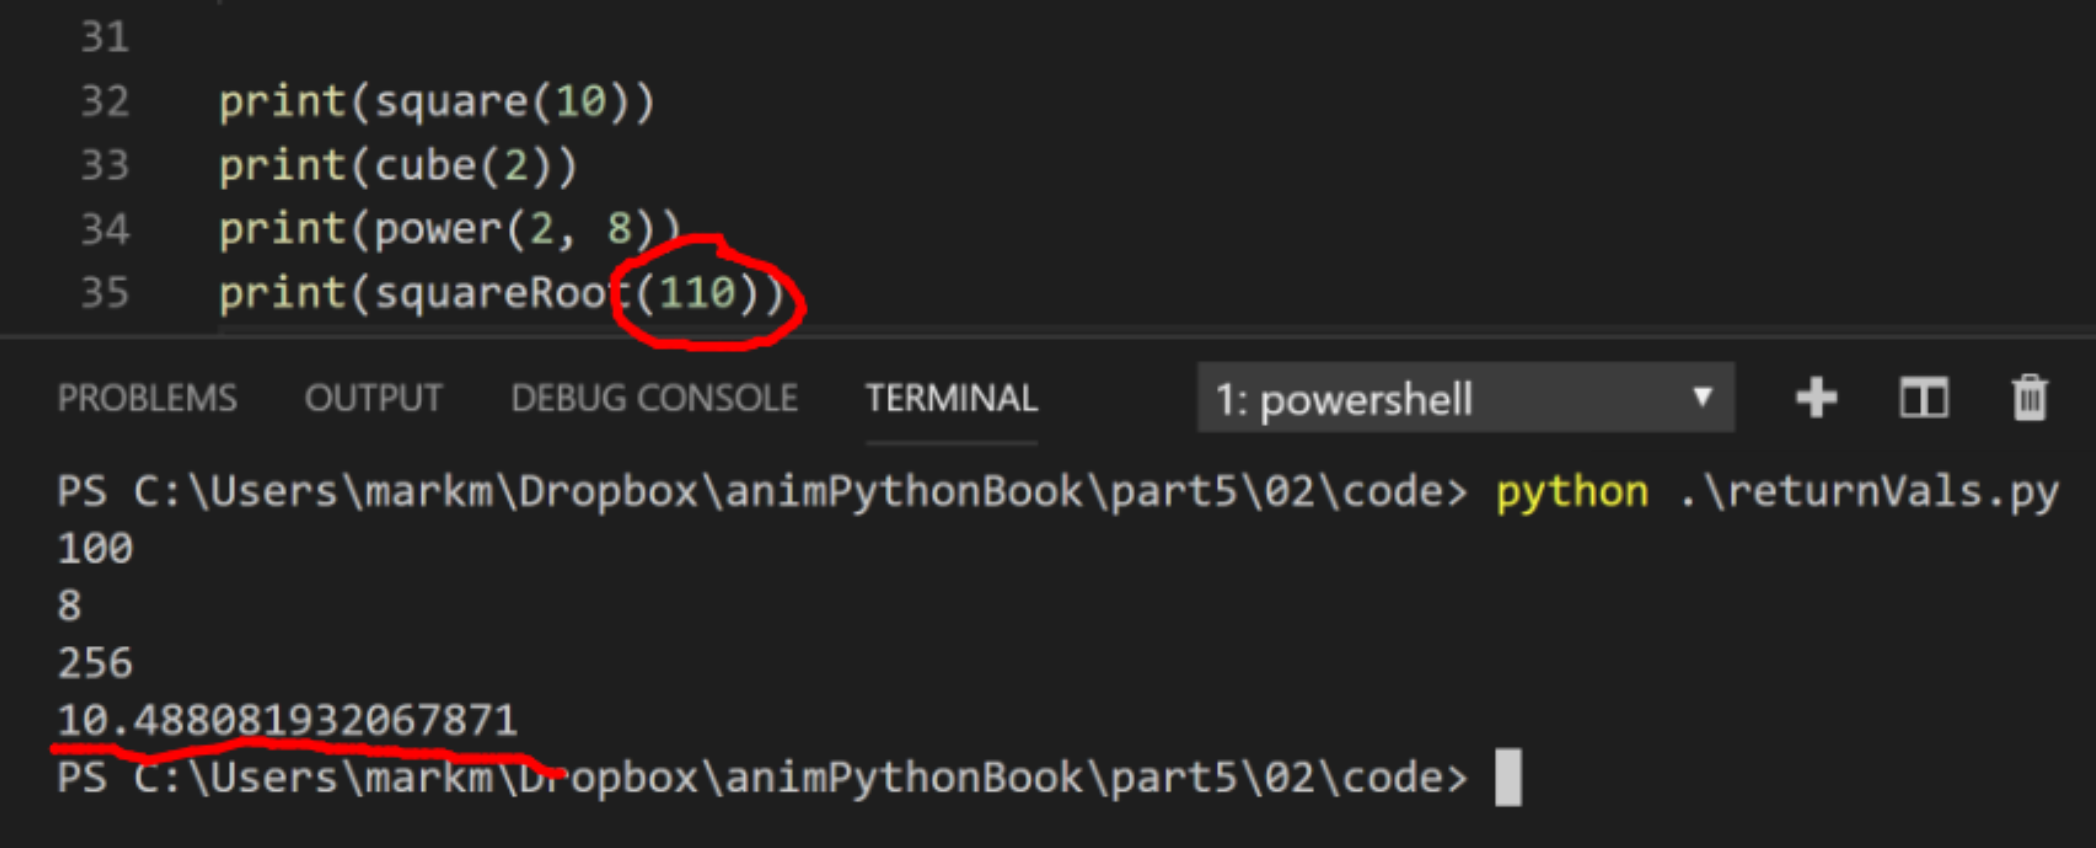 31
32 print(square(10))
33 print(cube(2))
34 print(power(2, 8))
35 print(squareRoot(110))
PROBLEMS OUTPUT DEBUG CONSOLE TERMINAL 1: powershell
PS C:\Users\markm\Dropbox\animPythonBook\part5\02\code> python .\returnVals.py
100
8
256
10.488081932067871
PS C:\Users\markm\Dropbox\animPythonBook\part5\02\code>